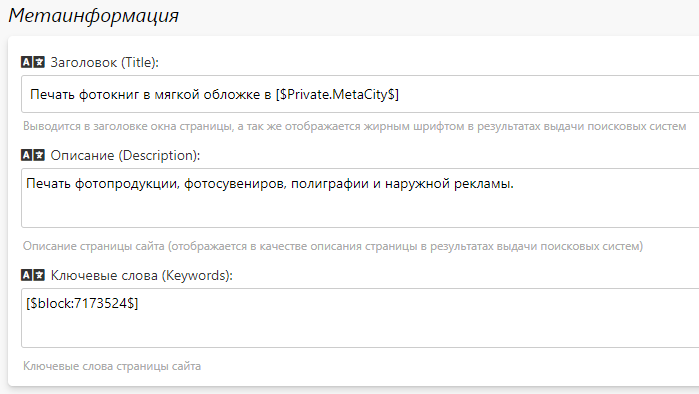 Метаинформация
Заголовок (Title):
Печать фотокниг в мягкой обложке в [$Private.MetaCity$]
Выводится в заголовке окна страницы, а так же отображается жирным шрифтом в результатах выдачи поисковых систем
Описание (Description):
Печать фотопродукции, фотосувениров, полиграфии и наружной рекламы.
Описание страницы сайта (отображается в качестве описания страницы в результатах выдачи поисковых систем)
Ключевые слова (Keywords):
[$block:7173524$]
Ключевые слова страницы сайта